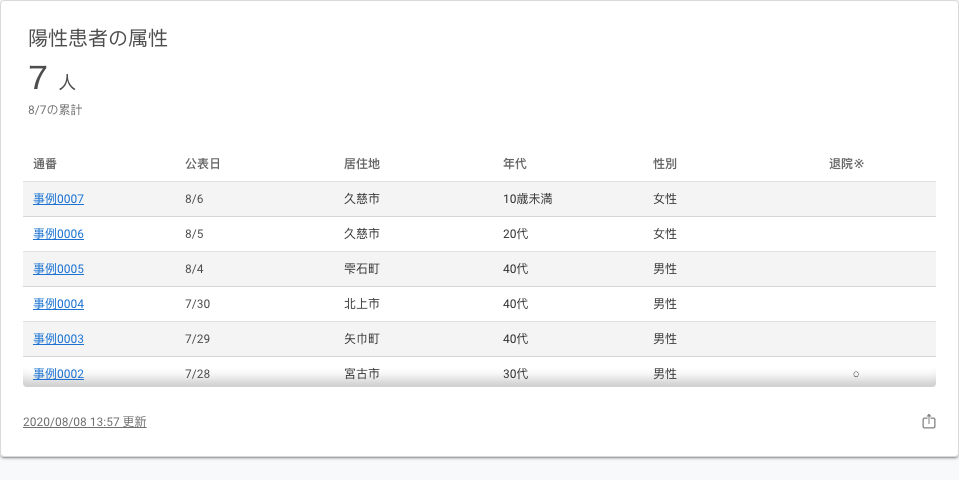 陽性患者の属性
7 人
8/7の累計
通番 公表日 居住地 年代 性別 退院※
事例0007 8/6 久慈市 10歳未満 女性
事例0006 8/5 久慈市 20代 女性
事例0005 8/4 雫石町 40代 男性
事例0004 7/30 北上市 40代 男性
事例0003 7/29 矢巾町 40代 男性
事例0002 7/28 宮古市 30代 男性 ○
2020/08/08 13:57 更新